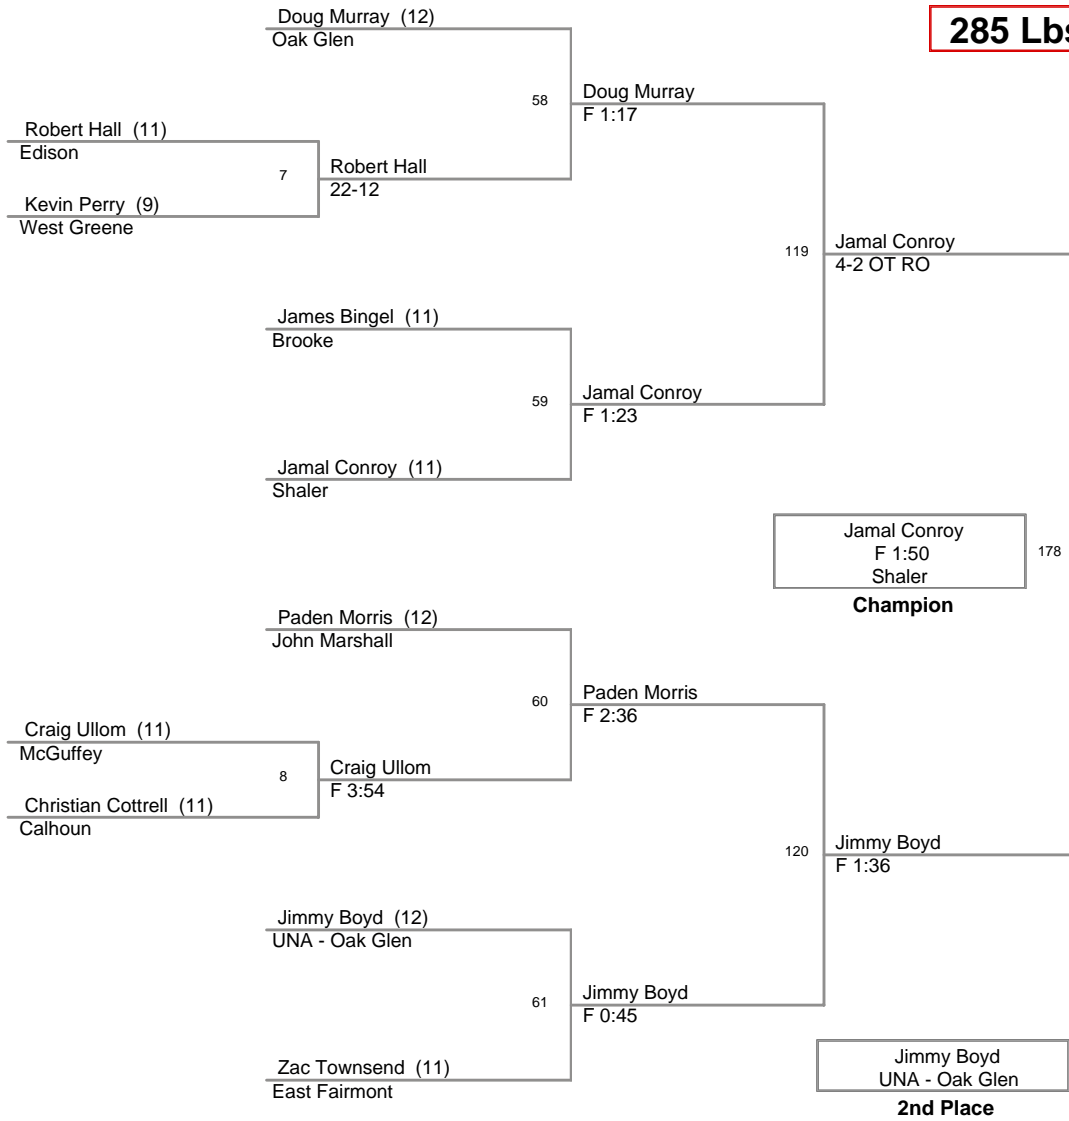 Doug Murray (12)
Oak Glen
285 Lbs
58
Doug Murray
F 1:17
Robert Hall (11)
Edison
7
Robert Hall
22-12
Kevin Perry (9)
West Greene
119
Jamal Conroy
4-2 OT RO
James Bingel (11)
Brooke
59
Jamal Conroy
F 1:23
Jamal Conroy (11)
Shaler
Jamal Conroy
F 1:50
Shaler
178
Champion
Paden Morris (12)
John Marshall
60
Paden Morris
F 2:36
Craig Ullom (11)
McGuffey
8
Craig Ullom
F 3:54
Christian Cottrell (11)
Calhoun
120
Jimmy Boyd
F 1:36
Jimmy Boyd (12)
UNA - Oak Glen
61
Jimmy Boyd
F 0:45
Zac Townsend (11)
East Fairmont
Jimmy Boyd
UNA - Oak Glen
2nd Place